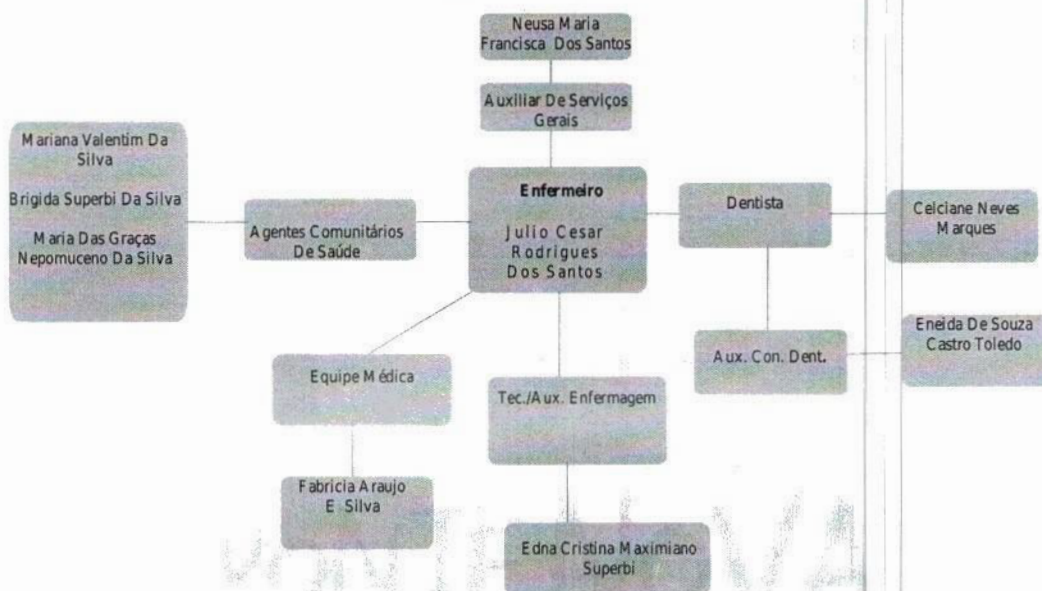 Neusa Maria
Francisca Dos Santos
Auxiliar De Serviços
Gerais
Mariana Valentim Da
Silva
Brigida Superbi Da Silva
Maria Das Graças
Nepomuceno Da Silva
Agentes Comunitários
De Saúde
Enfermeiro
Julio Cesar
Rodrigues
Dos Santos
Dentista
Celciane Neves
Marques
Aux. Con. Dent.
Eneida De Souza
Castro Toledo
Equipe Médica
Tec./Aux. Enfermagem
Fabricia Araujo
E Silva
Edna Cristina Maximiano
Superbi